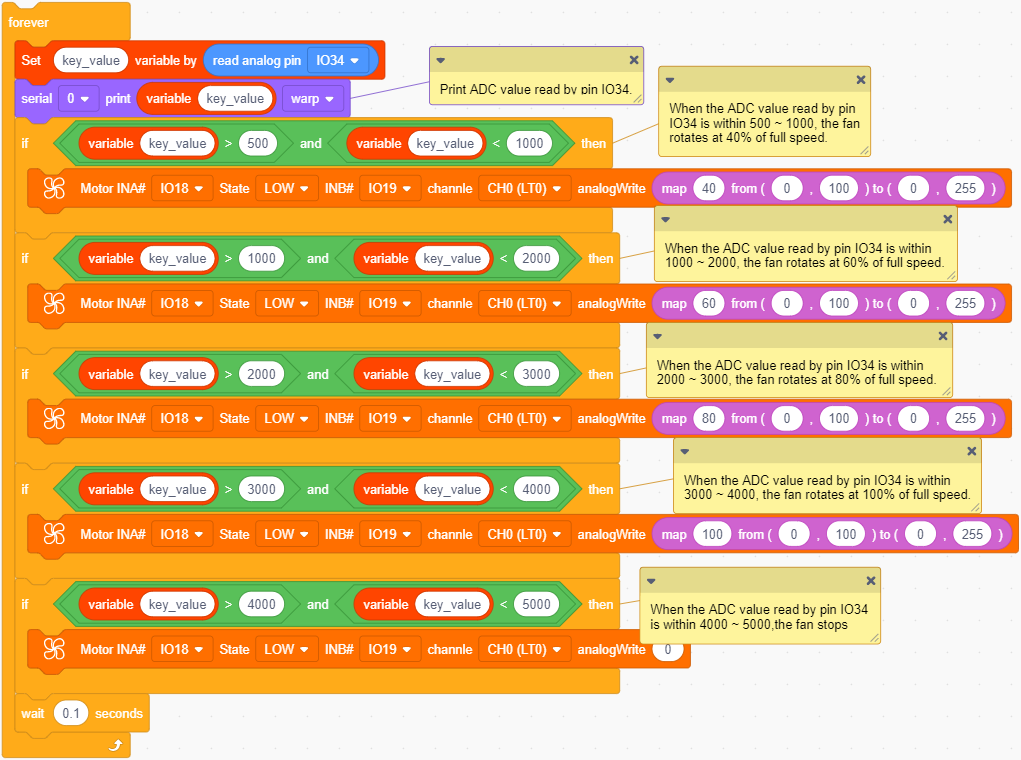 forever
Set key_value variable by read analog pin IO34
serial 0 print variable key_value warp
Print ADC value read by pin IO34.
if variable key_value > 500 and variable key_value < 1000 then
When the ADC value read by pin
IO34 is within 500 ~ 1000, the fan
rotates at 40% of full speed.
Motor INA# IO18 State LOW INB# IO19 channle CH0 (LT0) analogWrite map 40 from ( 0 , 100 ) to ( 0 , 255 )
if variable key_value > 1000 and variable key_value < 2000 then
When the ADC value read by pin IO34 is within
1000 ~ 2000, the fan rotates at 60% of full speed.
Motor INA# IO18 State LOW INB# IO19 channle CH0 (LT0) analogWrite map 60 from ( 0 , 100 ) to ( 0 , 255 )
if variable key_value > 2000 and variable key_value < 3000 then
When the ADC value read by pin IO34 is within
2000 ~ 3000, the fan rotates at 80% of full speed.
Motor INA# IO18 State LOW INB# IO19 channle CH0 (LT0) analogWrite map 80 from ( 0 , 100 ) to ( 0 , 255 )
if variable key_value > 3000 and variable key_value < 4000 then
When the ADC value read by pin IO34 is within
3000 ~ 4000, the fan rotates at 100% of full speed.
Motor INA# IO18 State LOW INB# IO19 channle CH0 (LT0) analogWrite map 100 from ( 0 , 100 ) to ( 0 , 255 )
if variable key_value > 4000 and variable key_value < 5000 then
When the ADC value read by pin IO34
is within 4000 ~ 5000,the fan stops
Motor INA# IO18 State LOW INB# IO19 channle CH0 (LT0) analogWrite 0
wait 0.1 seconds